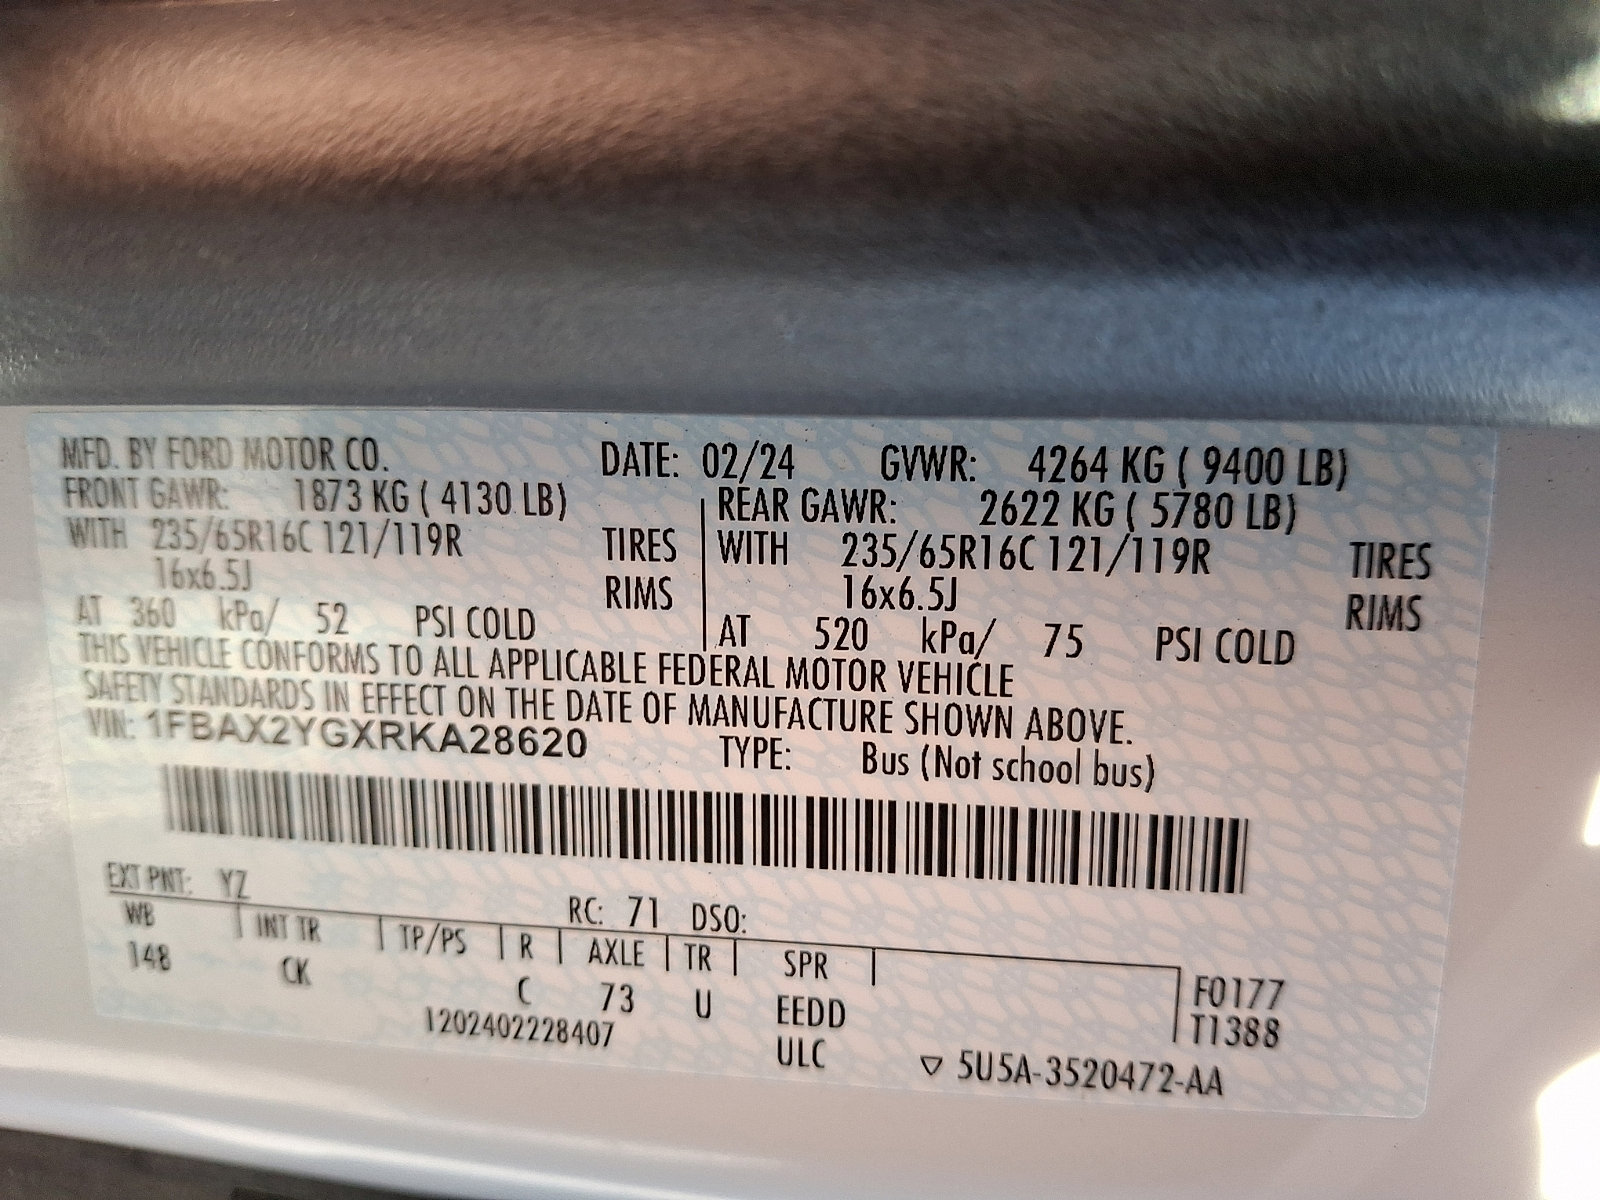 MFD. BY FORD MOTOR CO. DATE: 02/24 GVWR: 4264 KG ( 9400 LB)
FRONT GAWR: 1873 KG ( 4130 LB) REAR GAWR: 2622 KG ( 5780 LB)
WITH 235/65R16C 121/119R TIRES WITH 235/65R16C 121/119R TIRES
16x6.5J RIMS 16x6.5J RIMS
AT 360 kPa/ 52 PSI COLD AT 520 kPa/ 75 PSI COLD
THIS VEHICLE CONFORMS TO ALL APPLICABLE FEDERAL MOTOR VEHICLE
SAFETY STANDARDS IN EFFECT ON THE DATE OF MANUFACTURE SHOWN ABOVE.
VIN: 1FBAX2YGXRKA28620 TYPE: Bus (Not school bus)
EXT PNT: YZ RC: 71 DSO:
WB INT TR TP/PS R AXLE TR SPR
148 CK C 73 U EEDD F0177
1202402228407 ULC T1388
▽ 5U5A-3520472-AA